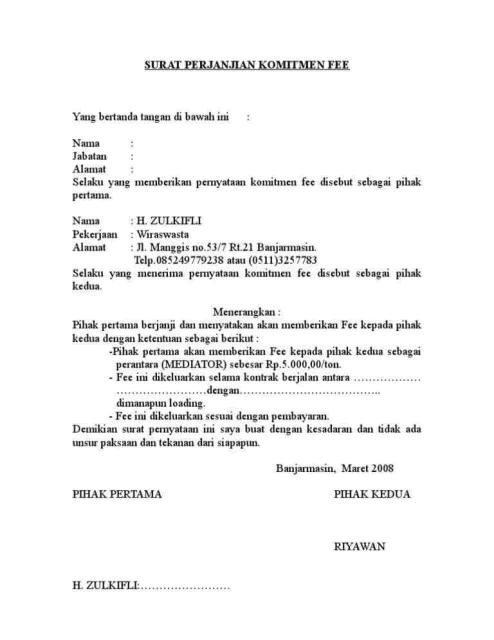 SURAT PERJANJIAN KOMITMEN FEE
Yang bertanda tangan di bawah ini :
Nama :
Jabatan :
Alamat :
Selaku yang memberikan pernyataan komitmen fee disebut sebagai pihak
pertama.
Nama : H. ZULKIFLI
Pekerjaan : Wiraswasta
Alamat : Jl. Manggis no.53/7 Rt.21 Banjarmasin.
Telp.085249779238 atau (0511)3257783
Selaku yang menerima pernyataan komitmen fee disebut sebagai pihak
kedua.
Menerangkan :
Pihak pertama berjanji dan menyatakan akan memberikan Fee kepada pihak
kedua dengan ketentuan sebagai berikut :
-Pihak pertama akan memberikan Fee kepada pihak kedua sebagai
perantara (MEDIATOR) sebesar Rp.5.000,00/ton.
- Fee ini dikeluarkan selama kontrak berjalan antara ………………
……………………dengan………………………………..
dimanapun loading.
- Fee ini dikeluarkan sesuai dengan pembayaran.
Demikian surat pernyataan ini saya buat dengan kesadaran dan tidak ada
unsur paksaan dan tekanan dari siapapun.
Banjarmasin, Maret 2008
PIHAK PERTAMA PIHAK KEDUA
RIYAWAN
H. ZULKIFLI:……………………